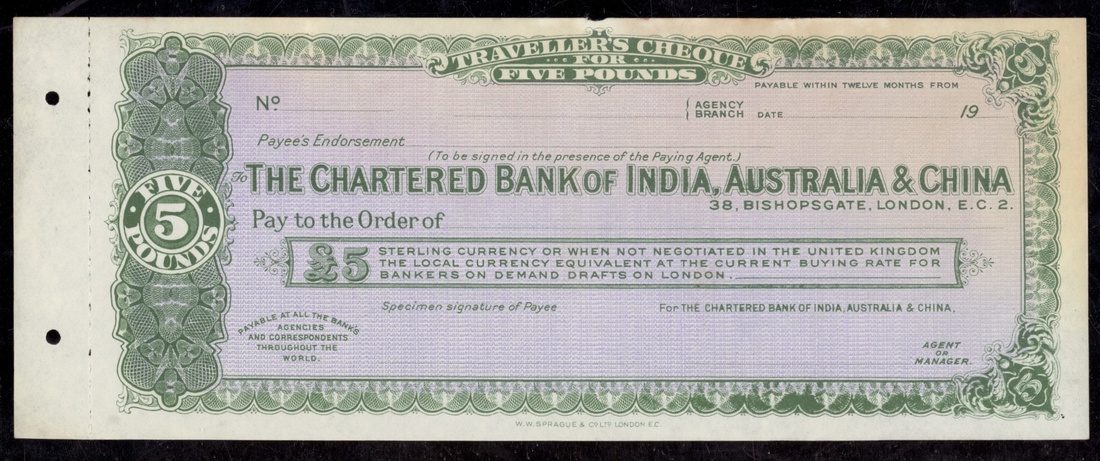 TRAVELLER'S CHEQUE
FOR
FIVE POUNDS
PAYABLE WITHIN TWELVE MONTHS FROM
Nº
AGENCY
BRANCH
DATE
19
Payee's Endorsement
(To be signed in the presence of the Paying Agent.)
To THE CHARTERED BANK OF INDIA, AUSTRALIA & CHINA
38, BISHOPSGATE, LONDON, E.C. 2.
FIVE
5
POUNDS
Pay to the Order of
£5
STERLING CURRENCY OR WHEN NOT NEGOTIATED IN THE UNITED KINGDOM
THE LOCAL CURRENCY EQUIVALENT AT THE CURRENT BUYING RATE FOR
BANKERS ON DEMAND DRAFTS ON LONDON.
Specimen signature of Payee
For THE CHARTERED BANK OF INDIA, AUSTRALIA & CHINA,
PAYABLE AT ALL THE BANK'S
AGENCIES
AND CORRESPONDENTS
THROUGHOUT THE
WORLD.
AGENT
OR
MANAGER.
W. W. SPRAGUE & Cº Lᵀᴰ LONDON. E.C.